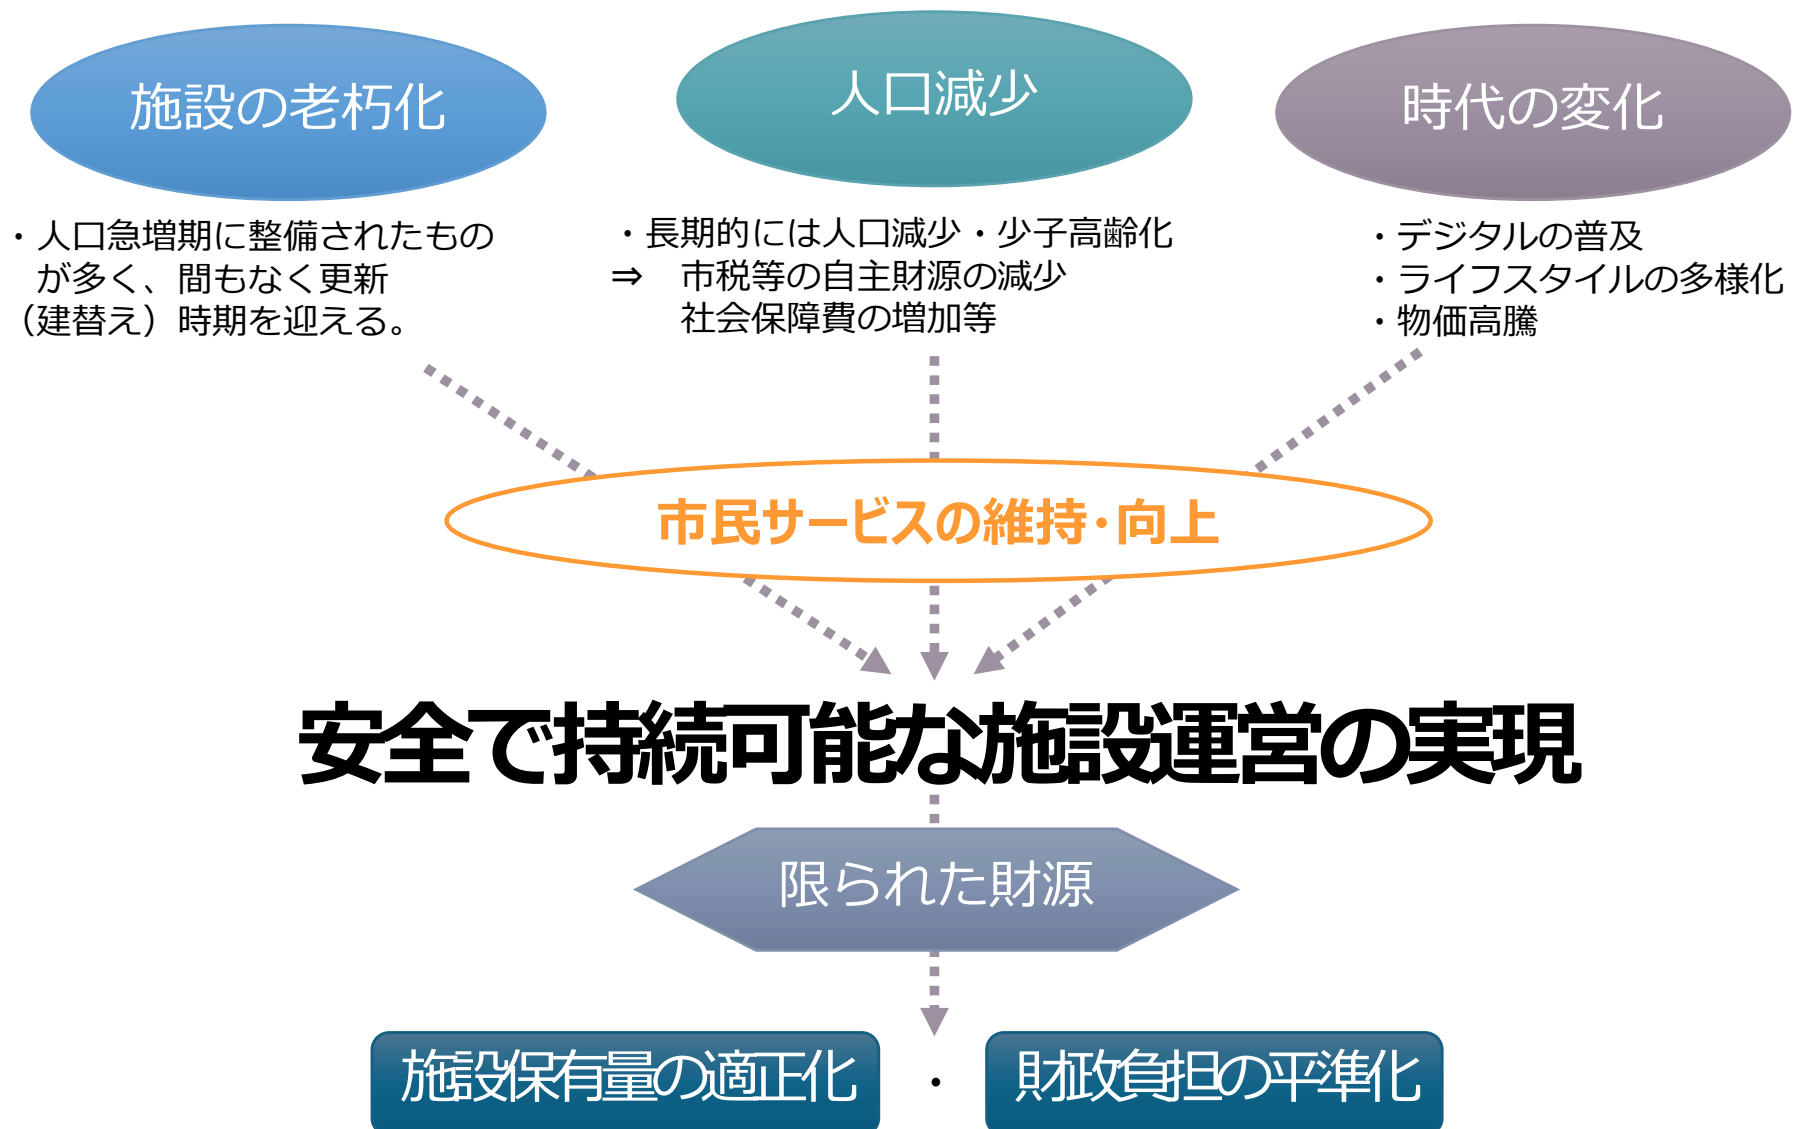 施設の老朽化
人口減少
時代の変化
・人口急増期に整備されたもの
が多く、間もなく更新
（建替え）時期を迎える。
・長期的には人口減少・少子高齢化
⇒　市税等の自主財源の減少
社会保障費の増加等
・デジタルの普及
・ライフスタイルの多様化
・物価高騰
市民サービスの維持・向上
安全で持続可能な施設運営の実現
限られた財源
施設保有量の適正化
・
財政負担の平準化